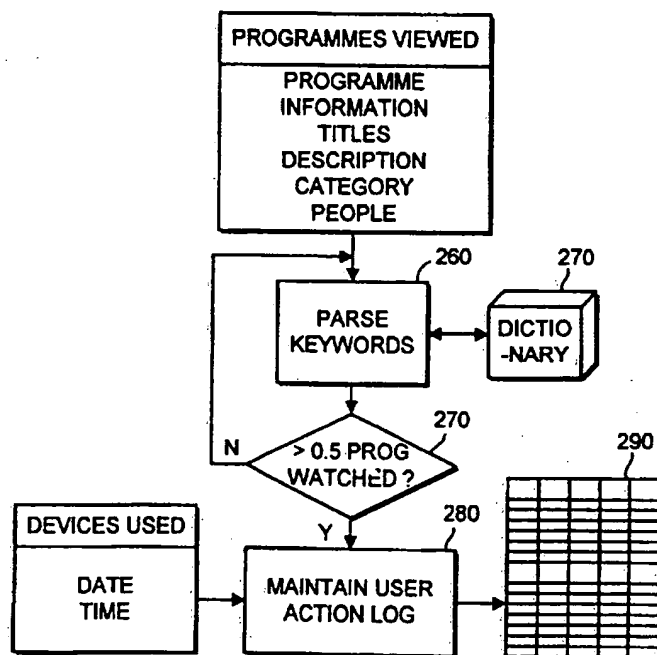 PROGRAMMES VIEWED
PROGRAMME
INFORMATION
TITLES
DESCRIPTION
CATEGORY
PEOPLE
260
270
PARSE
KEYWORDS
DICTIO
-NARY
270
N
> 0.5 PROG
WATCHED ?
290
DEVICES USED
Y
280
DATE
TIME
MAINTAIN USER
ACTION LOG